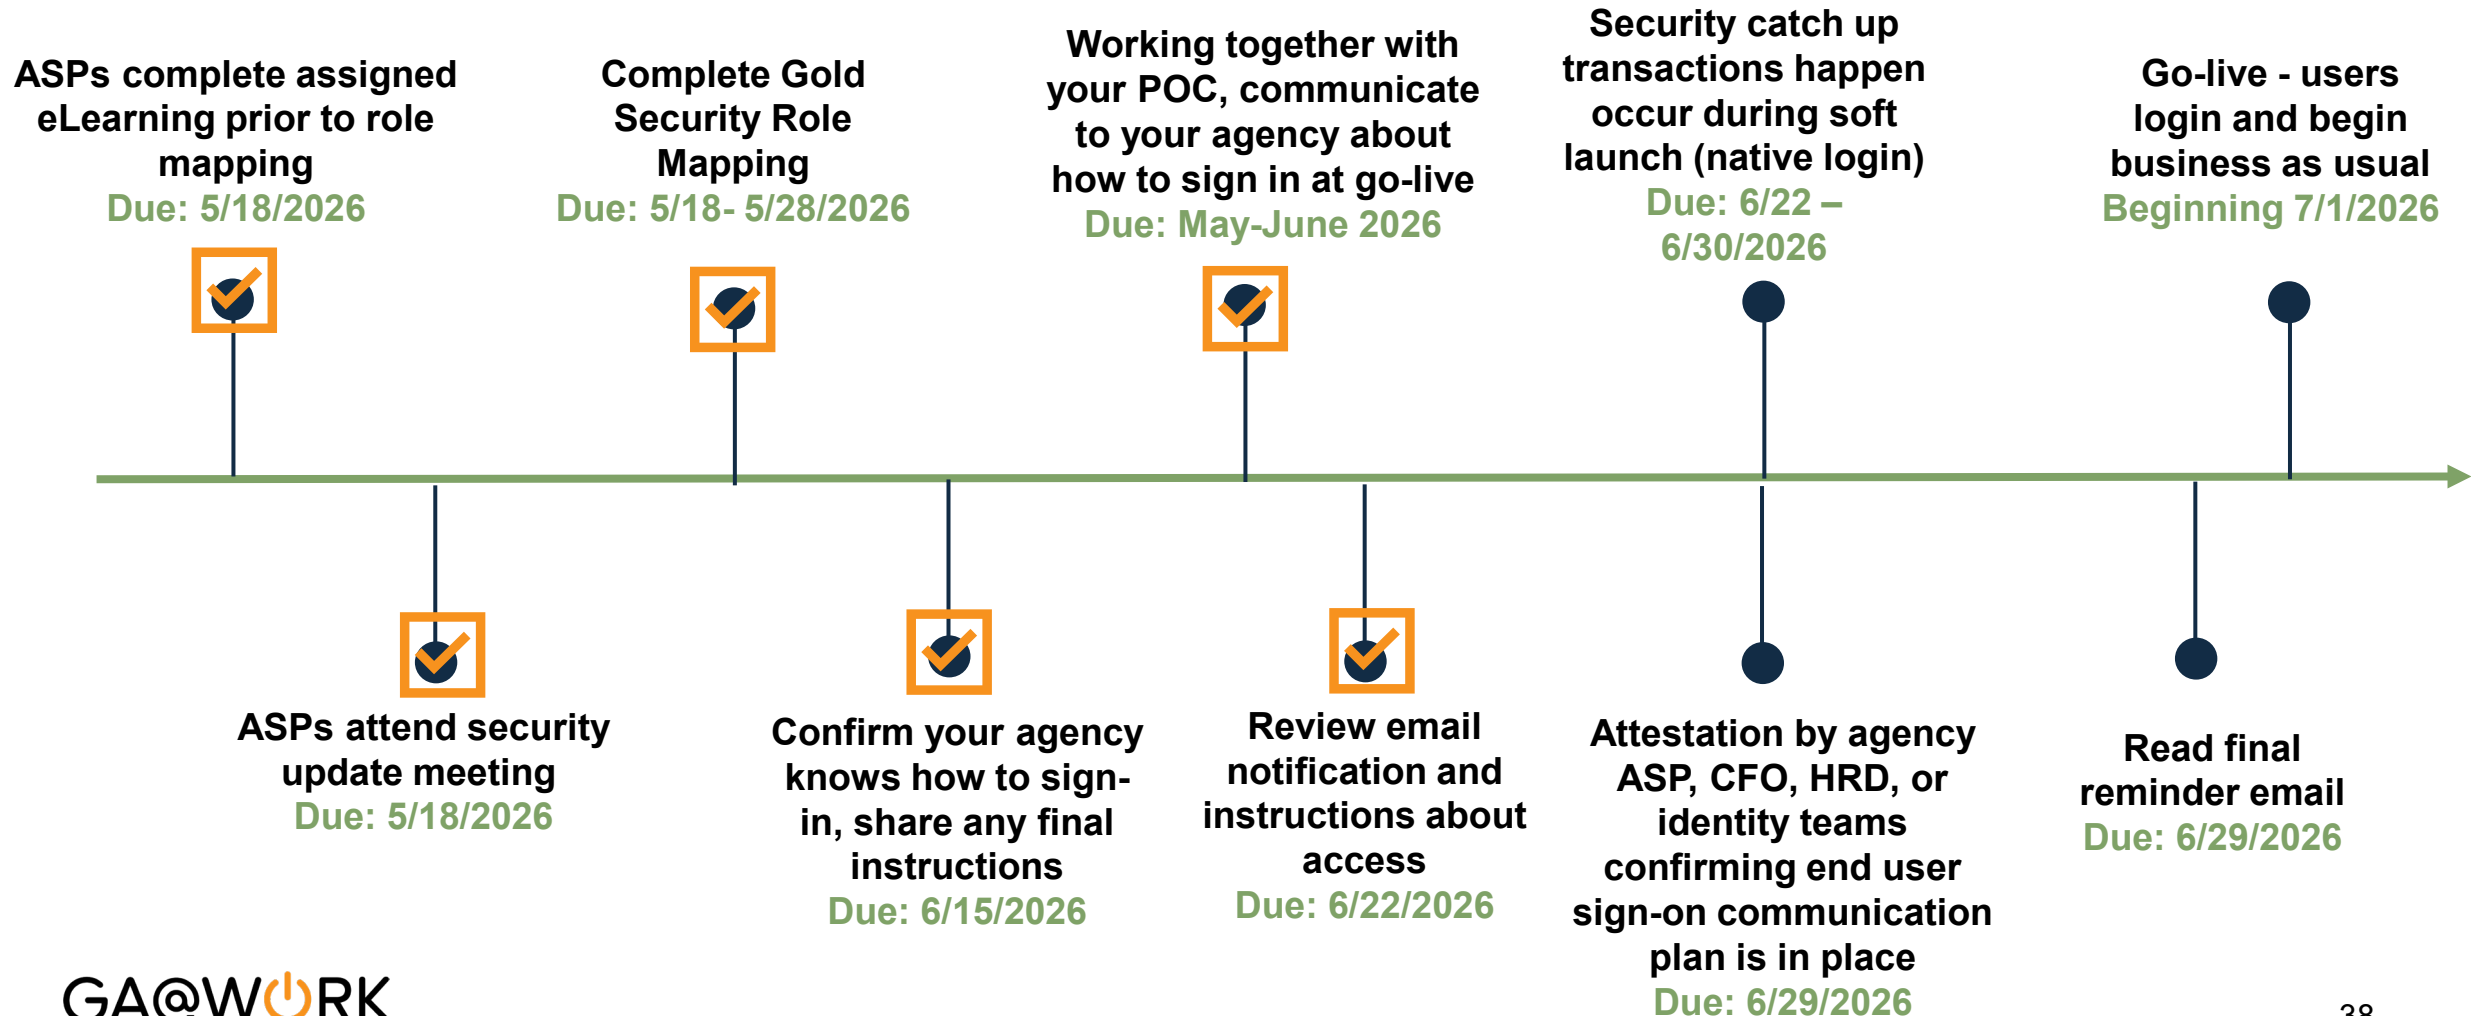 ASPs complete assigned
eLearning prior to role
mapping
Due: 5/18/2026
Complete Gold
Security Role
Mapping
Due: 5/18- 5/28/2026
Working together with
your POC, communicate
to your agency about
how to sign in at go-live
Due: May-June 2026
Security catch up
transactions happen
occur during soft
launch (native login)
Due: 6/22 –
6/30/2026
Go-live - users
login and begin
business as usual
Beginning 7/1/2026
ASPs attend security
update meeting
Due: 5/18/2026
Confirm your agency
knows how to sign-
in, share any final
instructions
Due: 6/15/2026
Review email
notification and
instructions about
access
Due: 6/22/2026
Attestation by agency
ASP, CFO, HRD, or
identity teams
confirming end user
sign-on communication
plan is in place
Due: 6/29/2026
Read final
reminder email
Due: 6/29/2026
GA@WORK
38